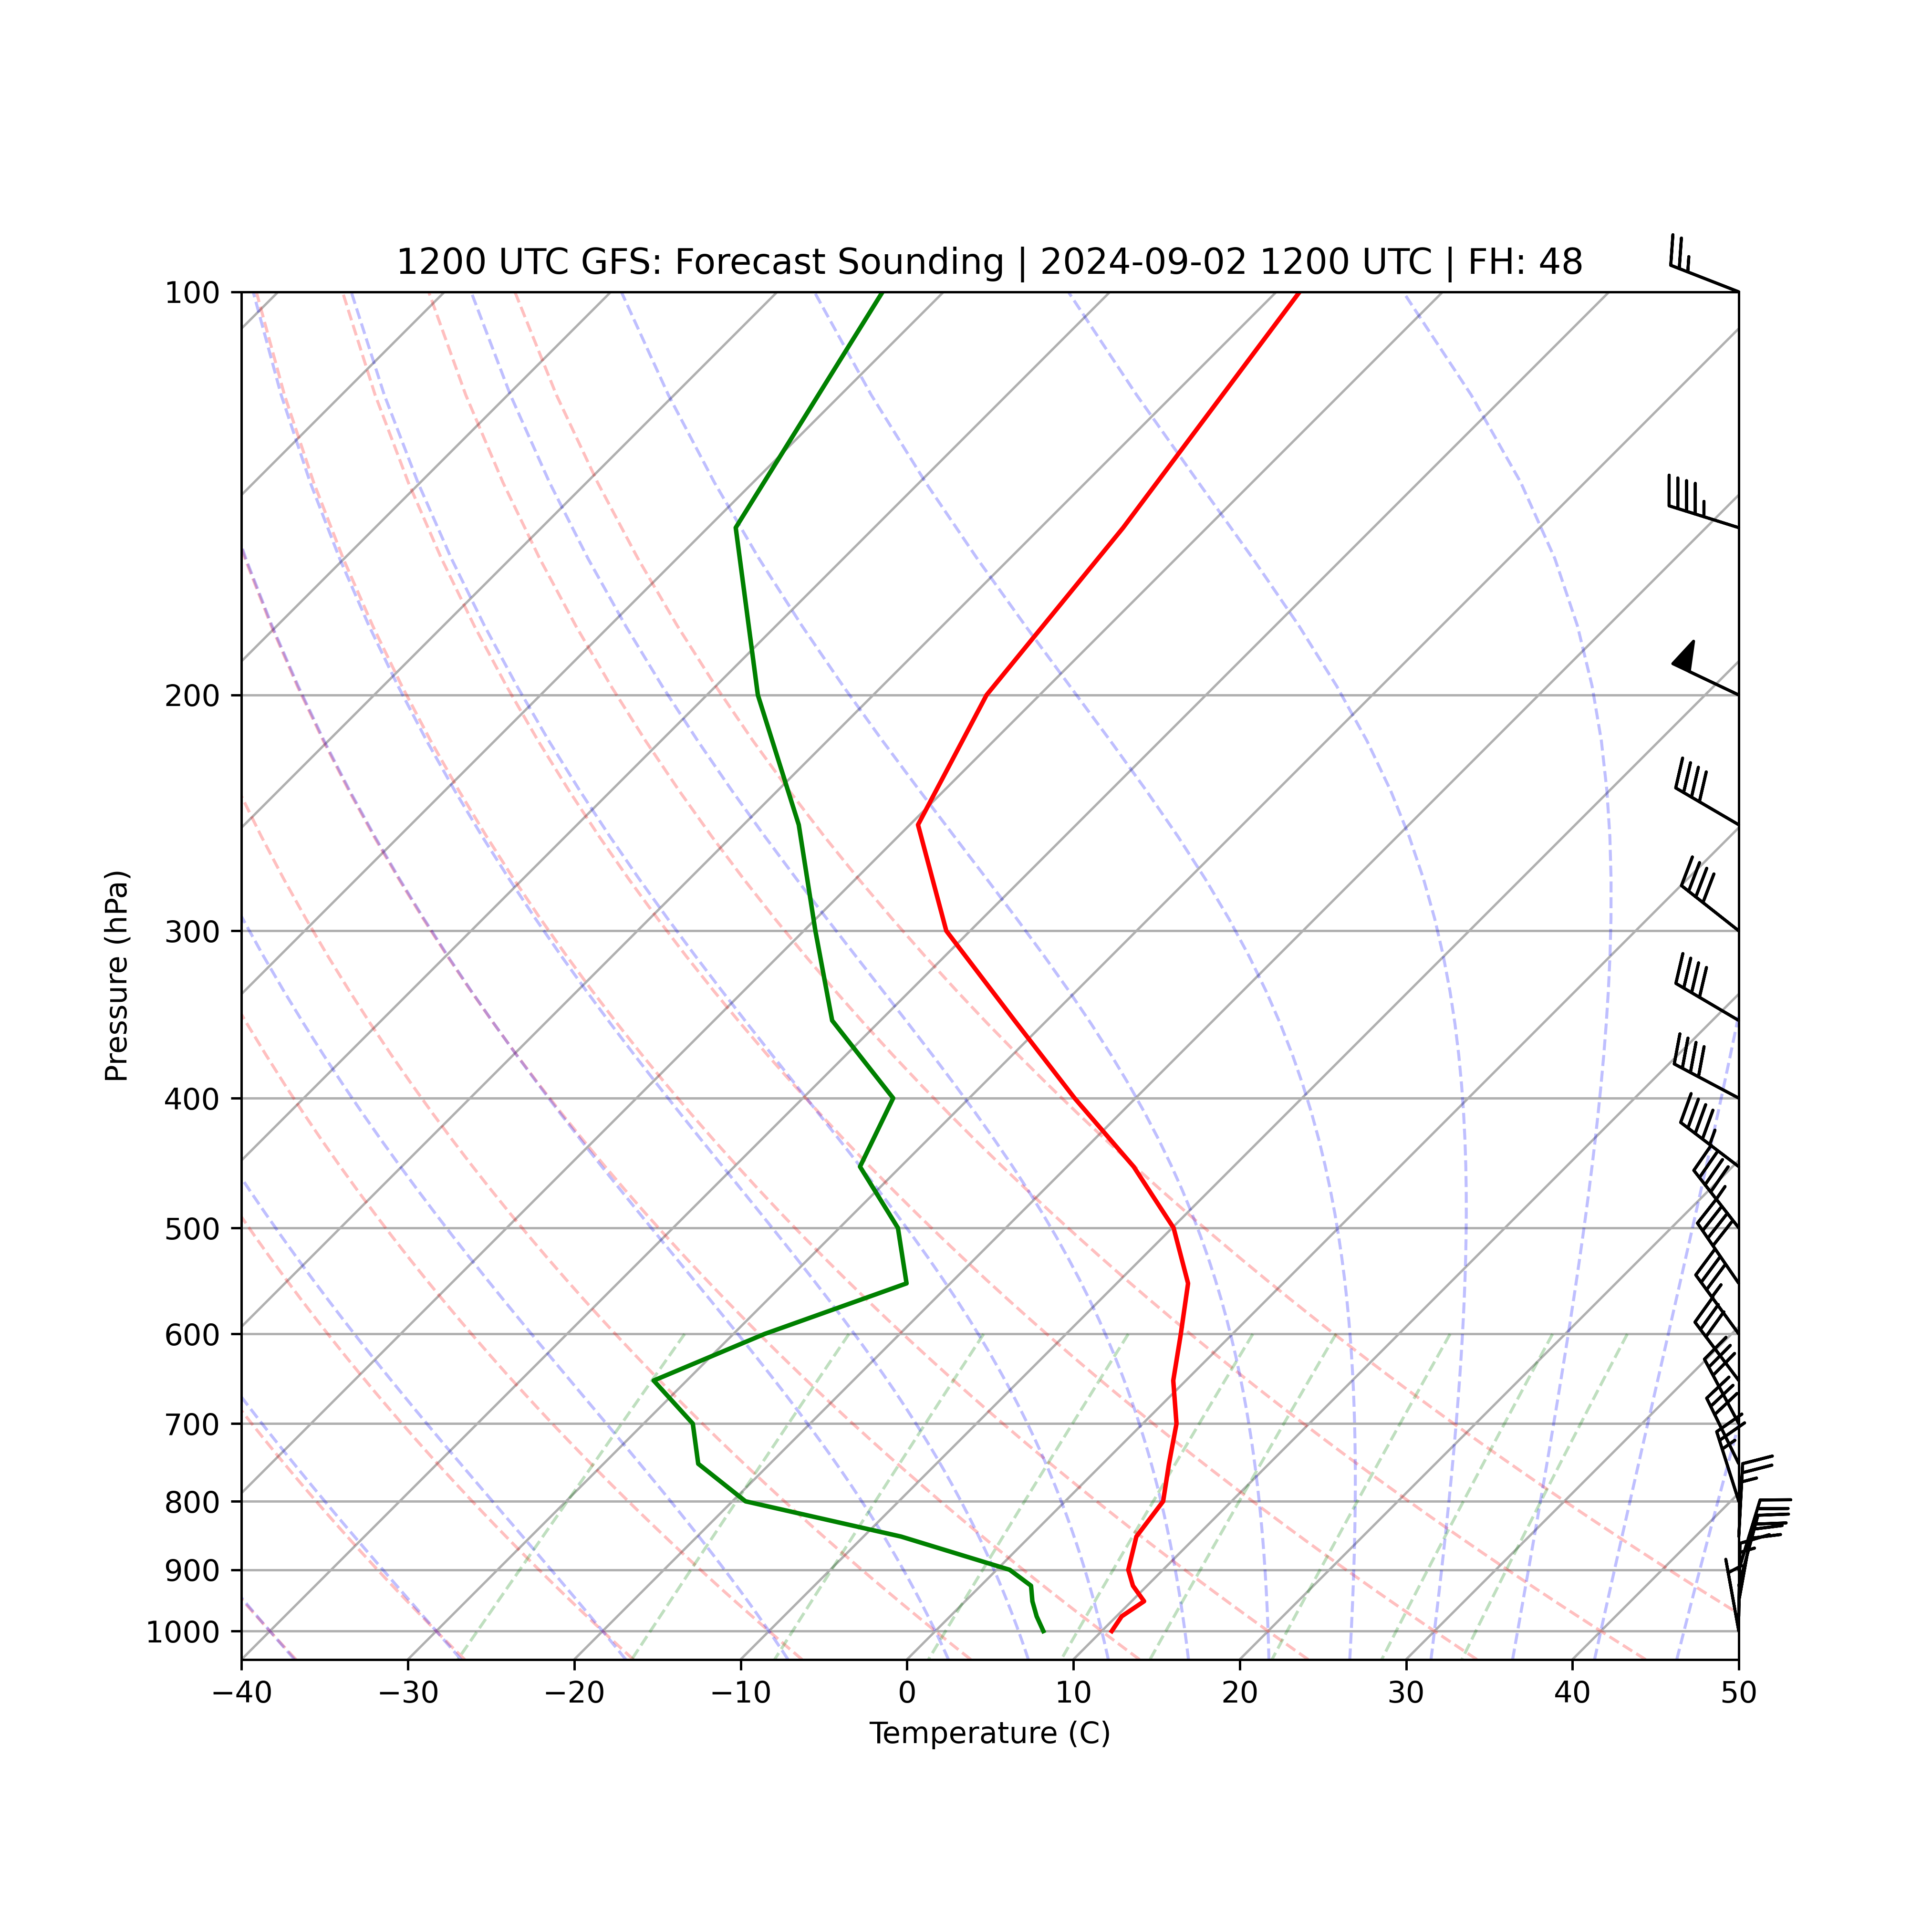 1200 UTC GFS: Forecast Sounding | 2024-09-02 1200 UTC | FH: 48
100
200
300
400
500
600
700
800
900
1000
Pressure (hPa)
−40 −30 −20 −10 0 10 20 30 40 50
Temperature (C)